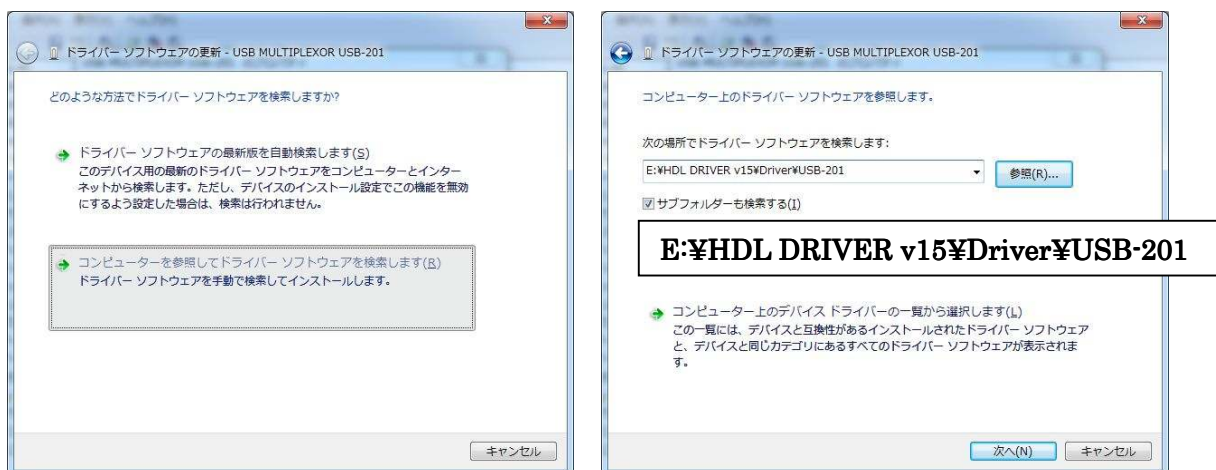 ドライバー ソフトウェアの更新 - USB MULTIPLEXOR USB-201
どのような方法でドライバー ソフトウェアを検索しますか?
ドライバー ソフトウェアの最新版を自動検索します(S)
このデバイス用の最新のドライバー ソフトウェアをコンピューターとインター
ネットから検索します。ただし、デバイスのインストール設定でこの機能を無効
にするよう設定した場合は、検索は行われません。
コンピューターを参照してドライバー ソフトウェアを検索します(R)
ドライバー ソフトウェアを手動で検索してインストールします。
キャンセル
ドライバー ソフトウェアの更新 - USB MULTIPLEXOR USB-201
コンピューター上のドライバー ソフトウェアを参照します。
次の場所でドライバー ソフトウェアを検索します:
E:¥HDL DRIVER v15¥Driver¥USB-201
参照(R)...
サブフォルダーも検索する(I)
E:¥HDL DRIVER v15¥Driver¥USB-201
コンピューター上のデバイス ドライバーの一覧から選択します(L)
この一覧には、デバイスと互換性があるインストールされたドライバー ソフトウェア
と、デバイスと同じカテゴリにあるすべてのドライバー ソフトウェアが表示されま
す。
次へ(N)
キャンセル